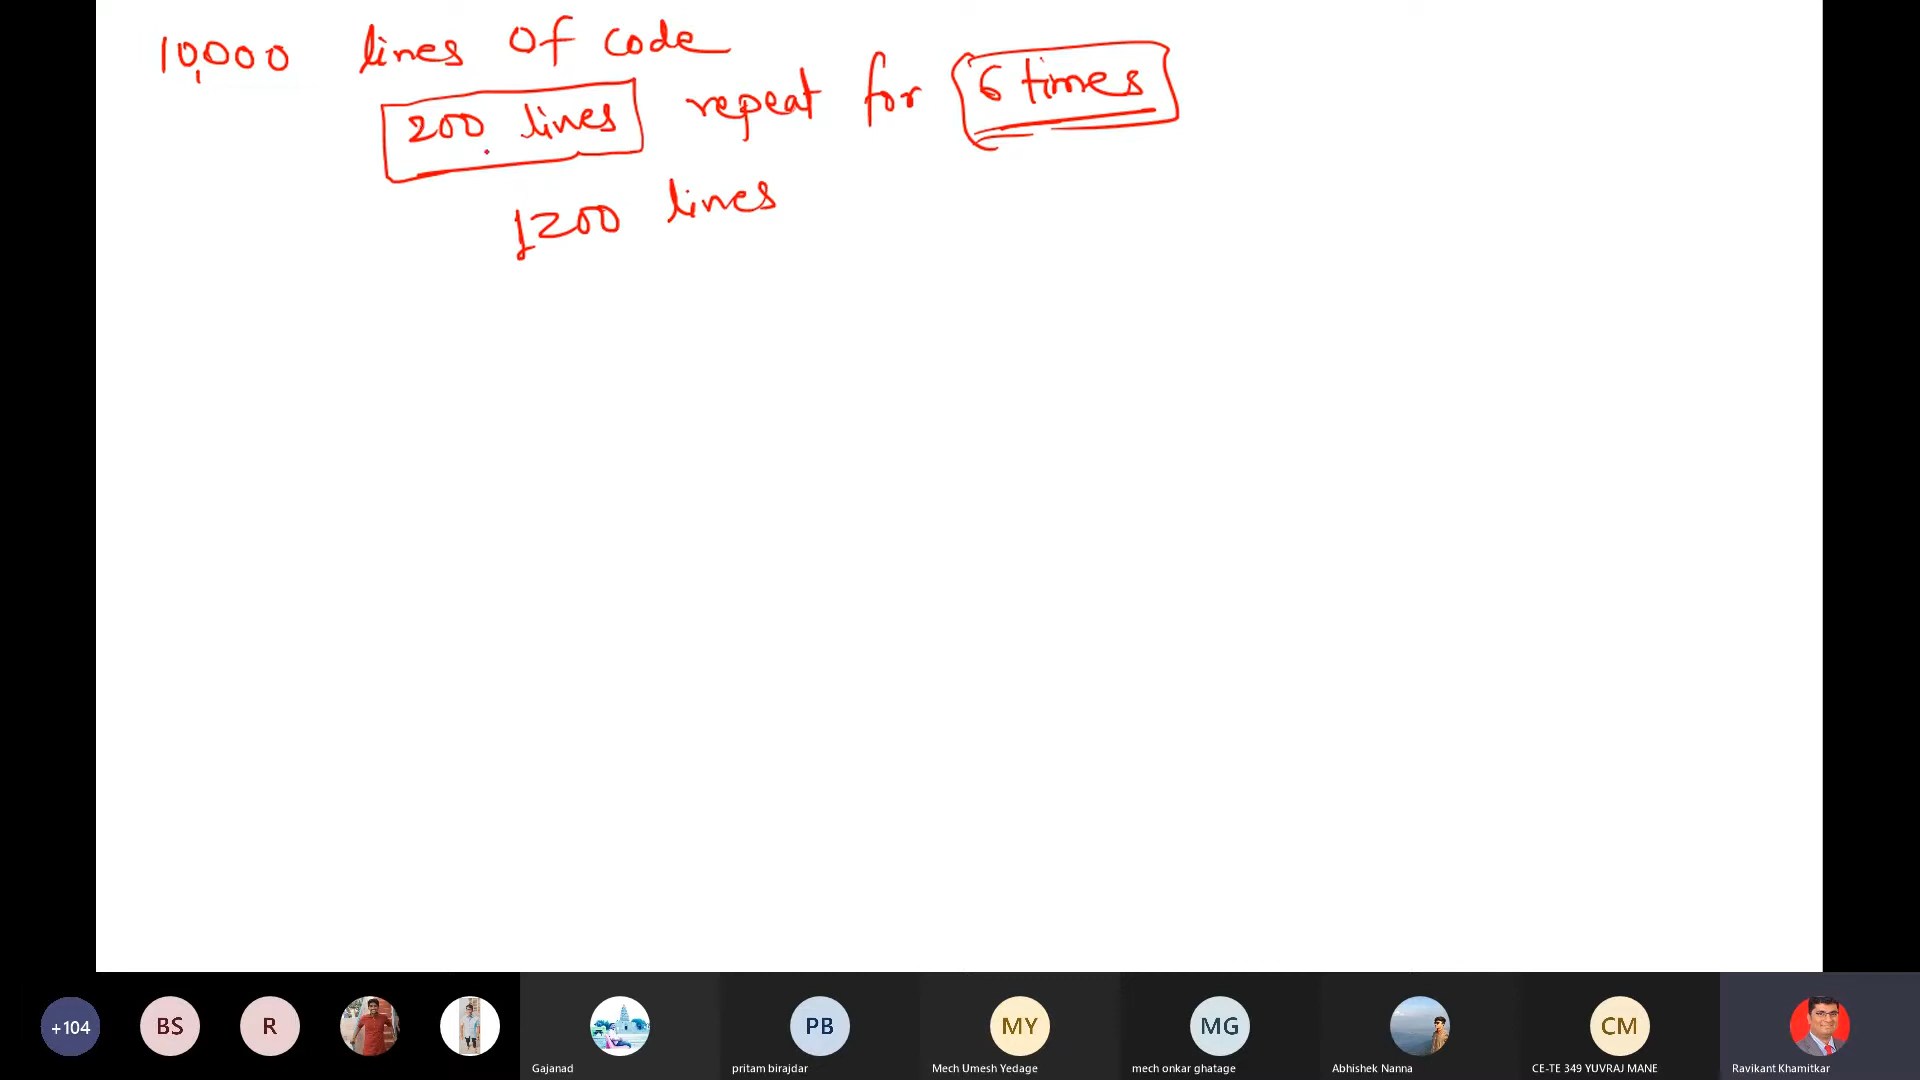 10,000 lines of code
200 lines repeat for 6 times
1200 lines
+104 BS R PB MY MG CM
Gajanad pritam birajdar Mech Umesh Yedage mech onkar ghatage Abhishek Nanna CE-TE 349 YUVRAJ MANE Ravikant Khamitkar